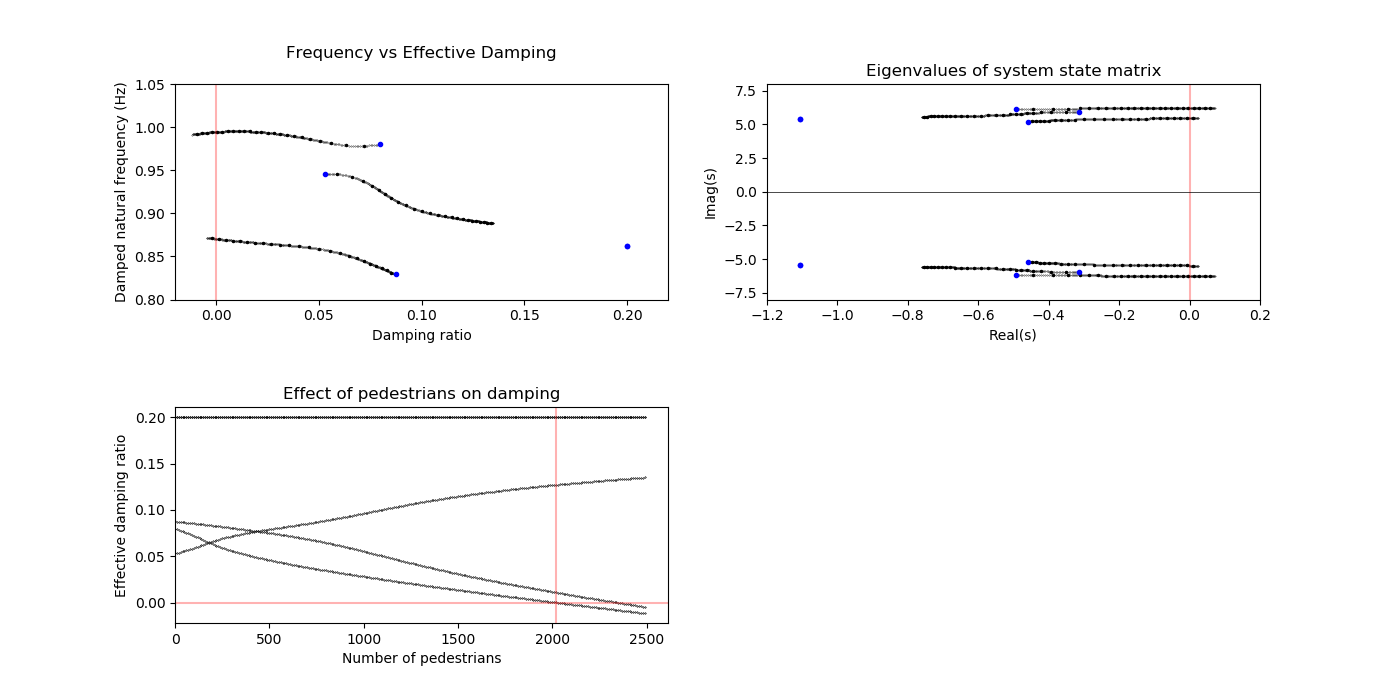 Frequency vs Effective Damping
Damped natural frequency (Hz)
1.05
1.00
0.95
0.90
0.85
0.80
0.00 0.05 0.10 0.15 0.20
Damping ratio
Eigenvalues of system state matrix
Imag(s)
7.5
5.0
2.5
0.0
−2.5
−5.0
−7.5
−1.2 −1.0 −0.8 −0.6 −0.4 −0.2 0.0 0.2
Real(s)
Effect of pedestrians on damping
Effective damping ratio
0.20
0.15
0.10
0.05
0.00
0 500 1000 1500 2000 2500
Number of pedestrians